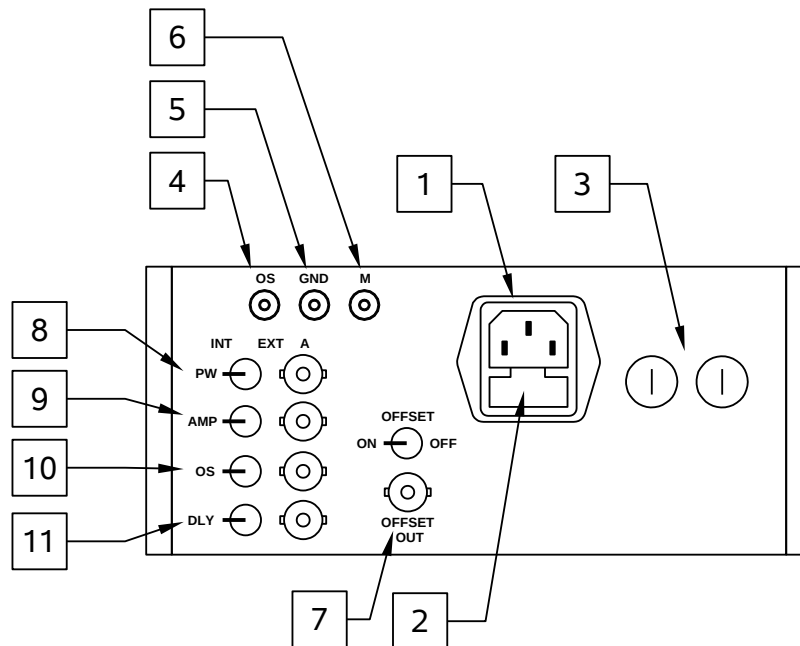 6
5
4
1
3
OS GND M
8
INT EXT A
PW
9
AMP
OFFSET
ON OFF
10
OS
11
DLY
OFFSET
OUT
7
2